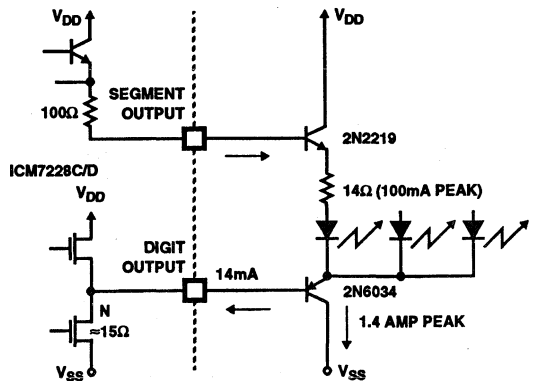 VDD
VDD
SEGMENT
OUTPUT
100Ω
2N2219
ICM7228C/D
14Ω (100mA PEAK)
VDD
DIGIT
OUTPUT
14mA
2N6034
N
≈15Ω
1.4 AMP PEAK
VSS
VSS